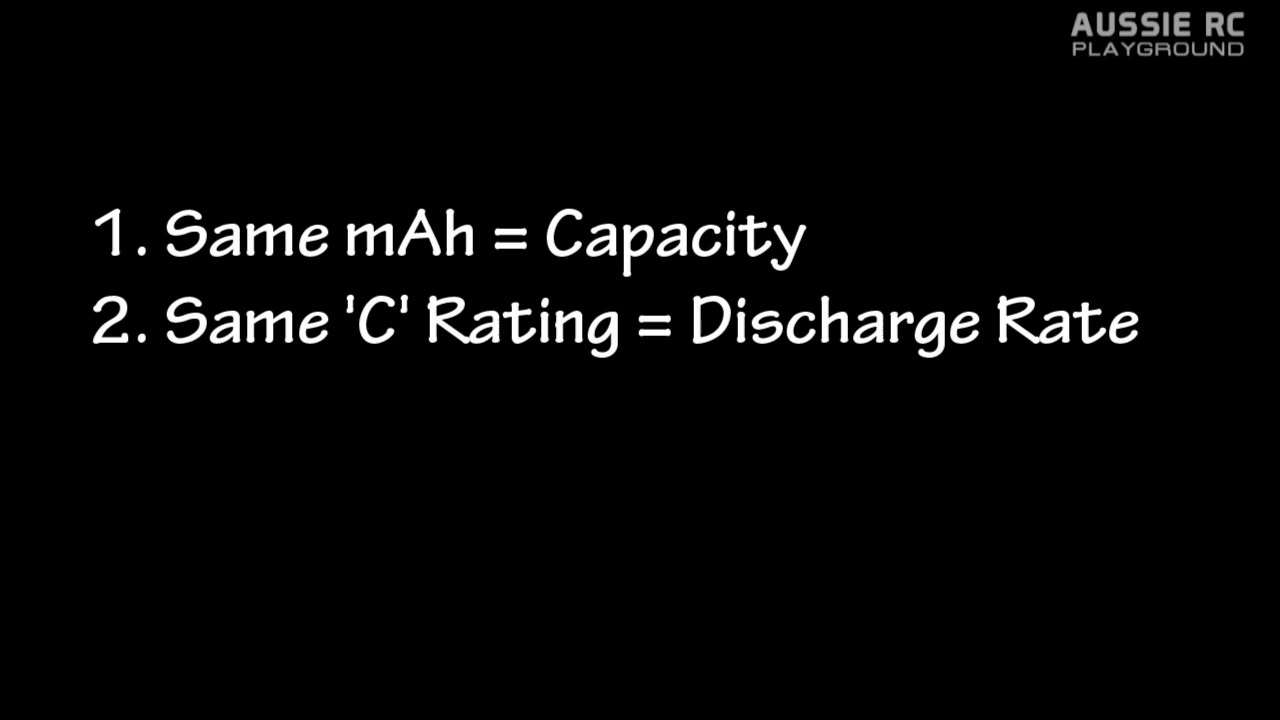 AUSSIE RC
PLAYGROUND
1. Same mAh = Capacity
2. Same 'C' Rating = Discharge Rate